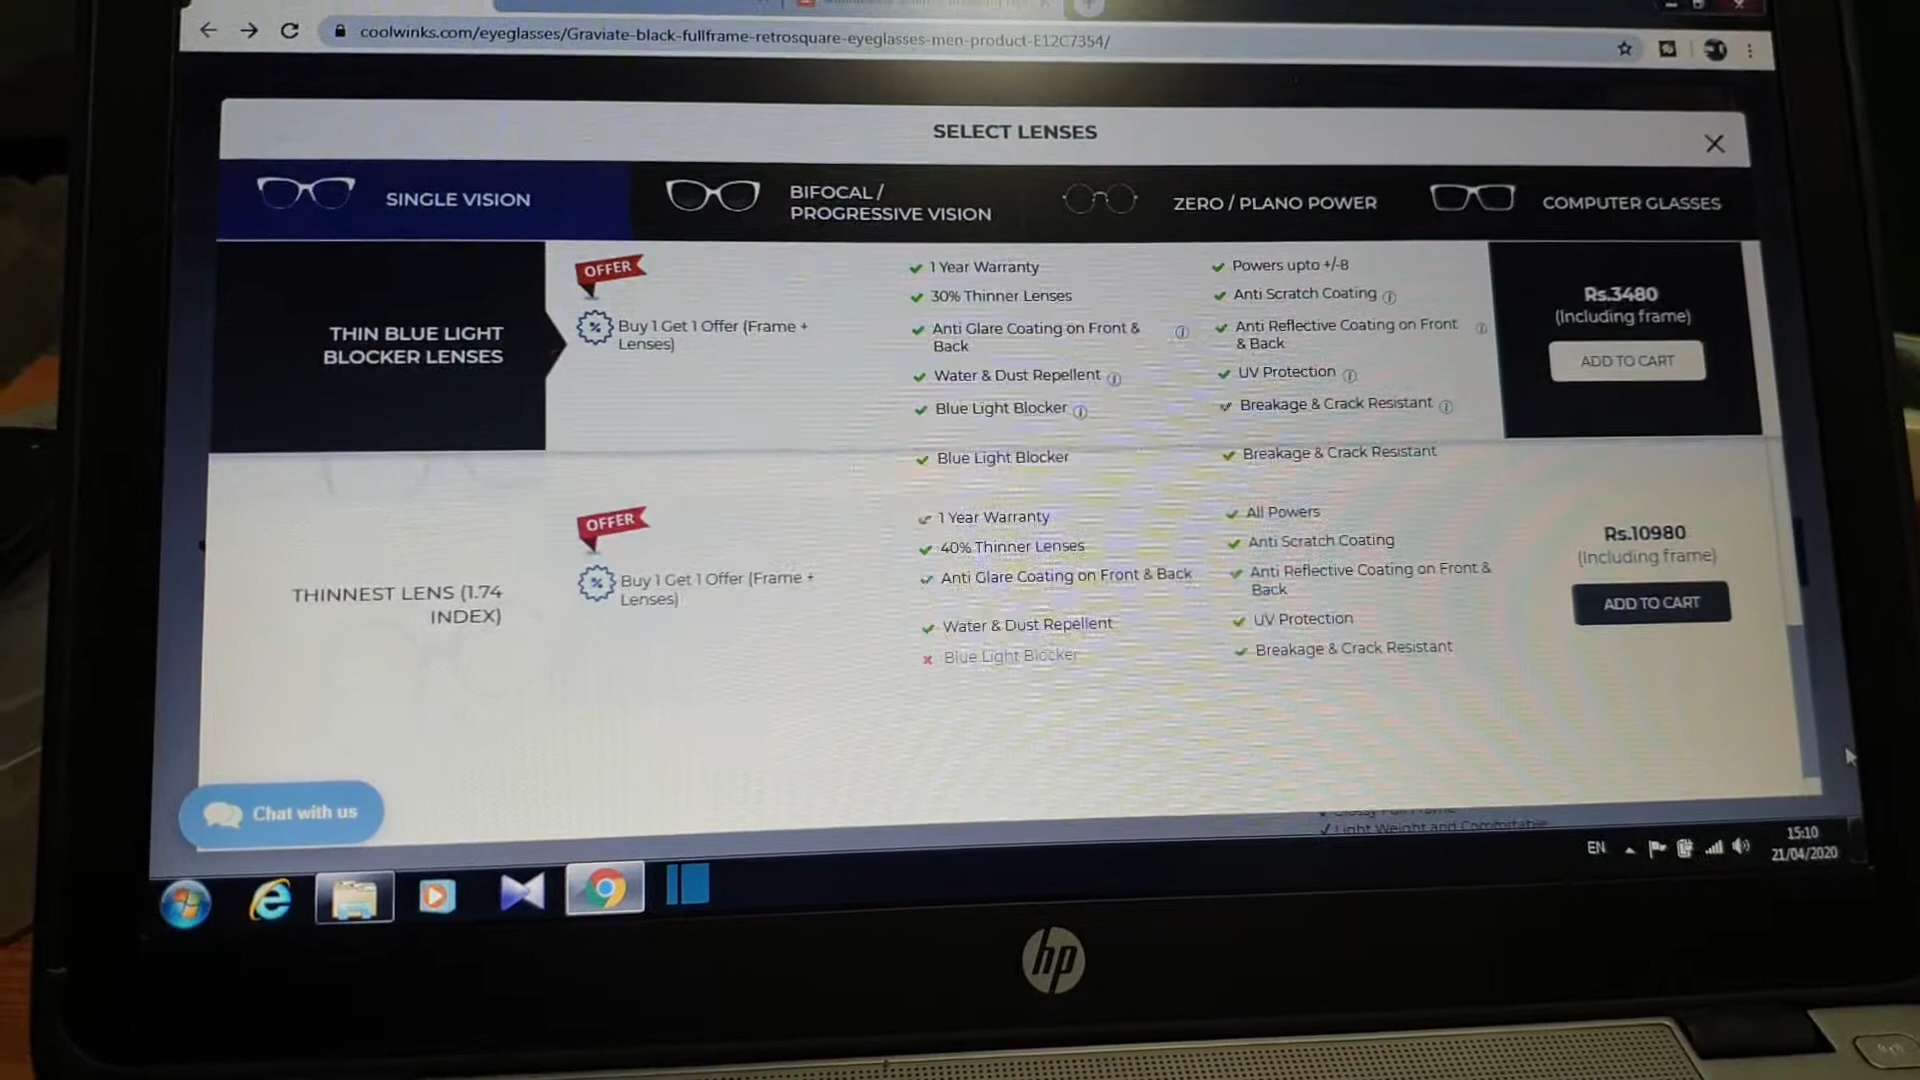 coolwinks.com/eyeglasses/Graviate-black-fullframe-retrosquare-eyeglasses-men-product-E12C7354/
SELECT LENSES
SINGLE VISION
BIFOCAL /
PROGRESSIVE VISION
ZERO / PLANO POWER
COMPUTER GLASSES
THIN BLUE LIGHT
BLOCKER LENSES
OFFER
Buy 1 Get 1 Offer (Frame +
Lenses)
1 Year Warranty
30% Thinner Lenses
Anti Glare Coating on Front &
Back
Water & Dust Repellent
Blue Light Blocker
Powers upto +/-8
Anti Scratch Coating
Anti Reflective Coating on Front
& Back
UV Protection
Breakage & Crack Resistant
Rs.3480
(Including frame)
ADD TO CART
Blue Light Blocker
Breakage & Crack Resistant
THINNEST LENS (1.74
INDEX)
OFFER
Buy 1 Get 1 Offer (Frame +
Lenses)
1 Year Warranty
40% Thinner Lenses
Anti Glare Coating on Front & Back
Water & Dust Repellent
Blue Light Blocker
All Powers
Anti Scratch Coating
Anti Reflective Coating on Front &
Back
UV Protection
Breakage & Crack Resistant
Rs.10980
(Including frame)
ADD TO CART
Chat with us
Light Weight and Comfortable
EN
15:10
21/04/2020
hp